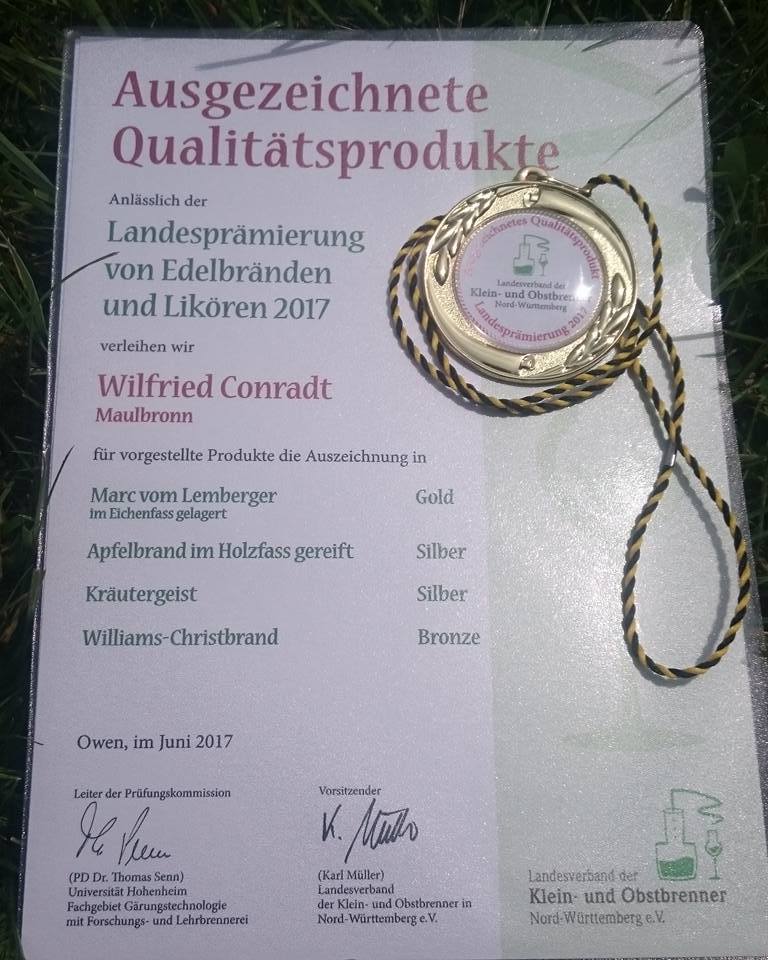 Ausgezeichnete
Qualitätsprodukte
Anlässlich der
Landesprämierung
von Edelbränden
und Likören 2017
verleihen wir
Wilfried Conradt
Maulbronn
für vorgestellte Produkte die Auszeichnung in
Marc vom Lemberger Gold
im Eichenfass gelagert
Apfelbrand im Holzfass gereift Silber
Kräutergeist Silber
Williams-Christbrand Bronze
Ausgezeichnetes Qualitätsprodukt
Landesverband der
Klein- und Obstbrenner
Nord-Württemberg
Landesprämierung 2017
Owen, im Juni 2017
Leiter der Prüfungskommission
(PD Dr. Thomas Senn)
Universität Hohenheim
Fachgebiet Gärungstechnologie
mit Forschungs- und Lehrbrennerei
Vorsitzender
K. Müller
(Karl Müller)
Landesverband
der Klein- und Obstbrenner in
Nord-Württemberg e.V.
Landesverband der
Klein- und Obstbrenner
Nord-Württemberg e.V.